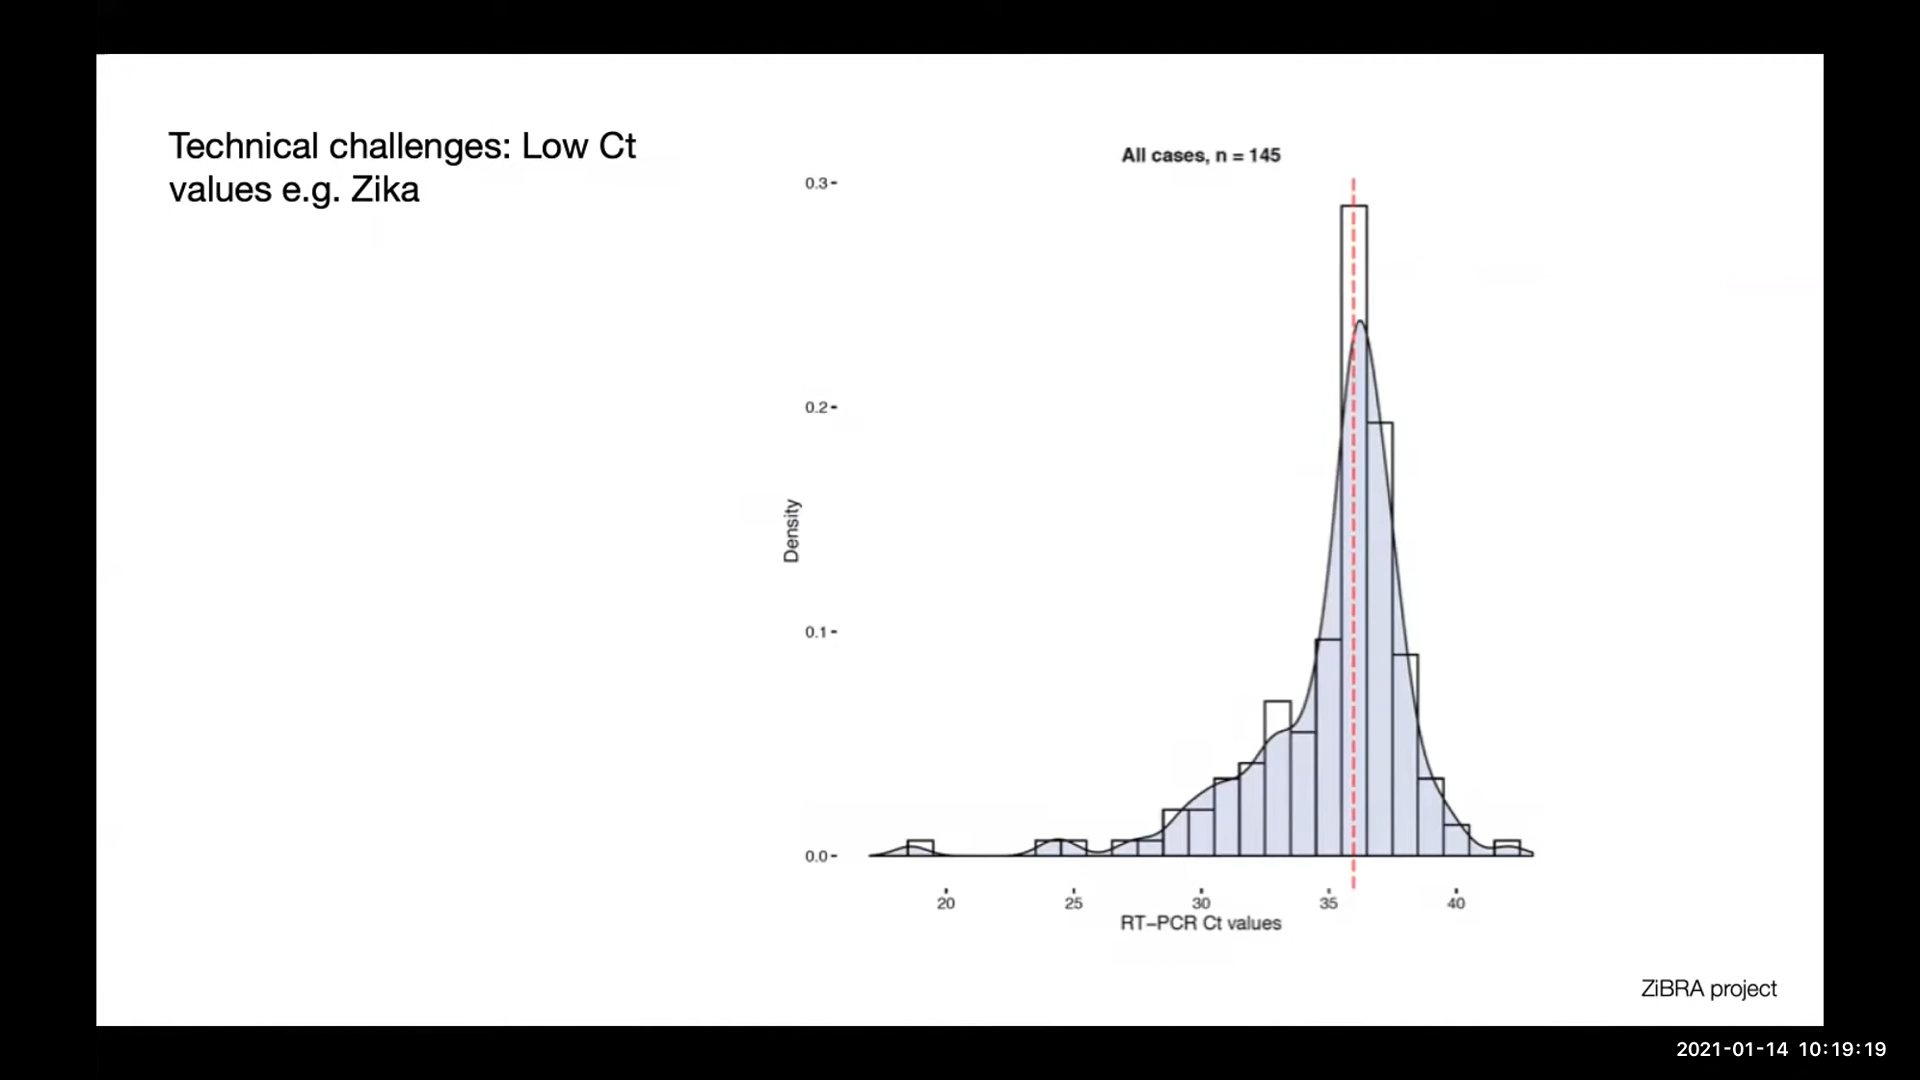 Technical challenges: Low Ct
values e.g. Zika
All cases, n = 145
0.3
0.2
Density
0.1
0.0
20 25 30 35 40
RT−PCR Ct values
ZiBRA project
2021-01-14 10:19:19